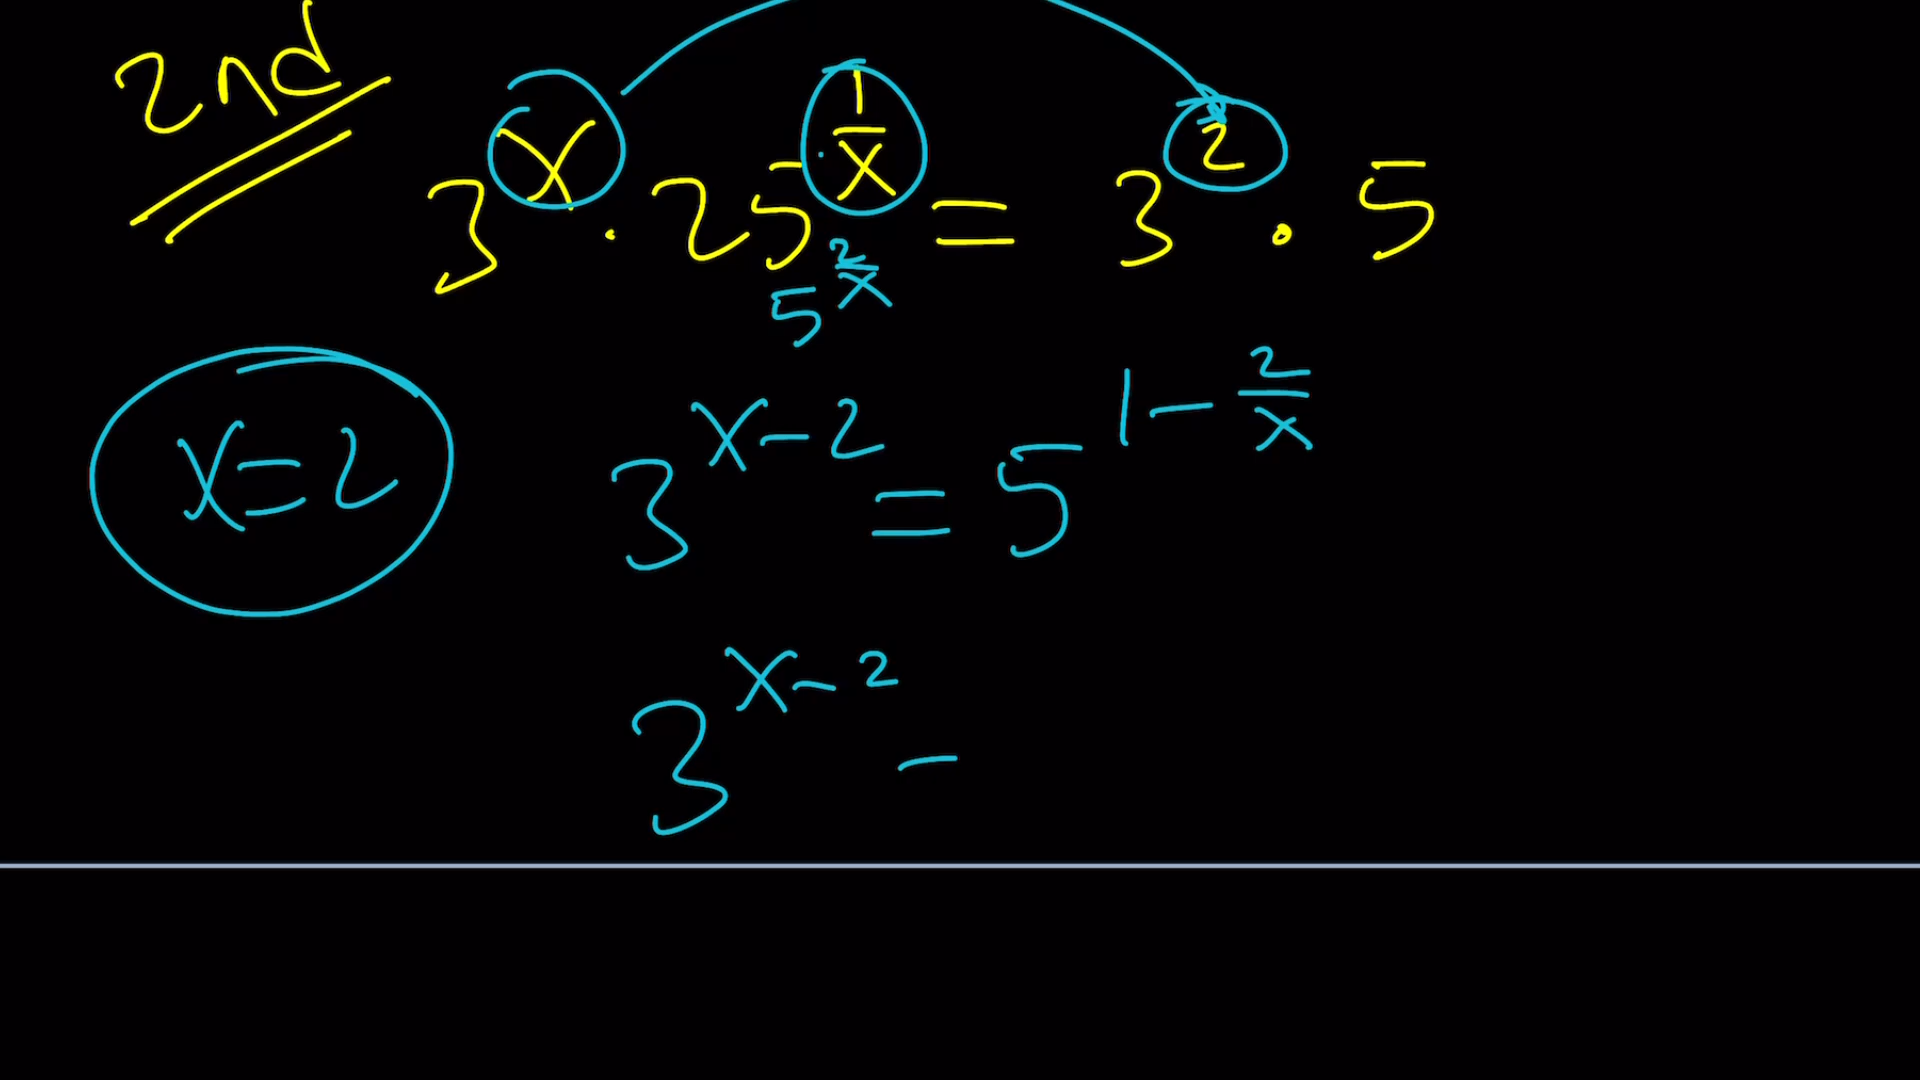 2nd
3^x · 25^(1/x) = 3^2 · 5
5^(2/x)
x=2
3^(x-2) = 5^(1-2/x)
3^(x-2) -